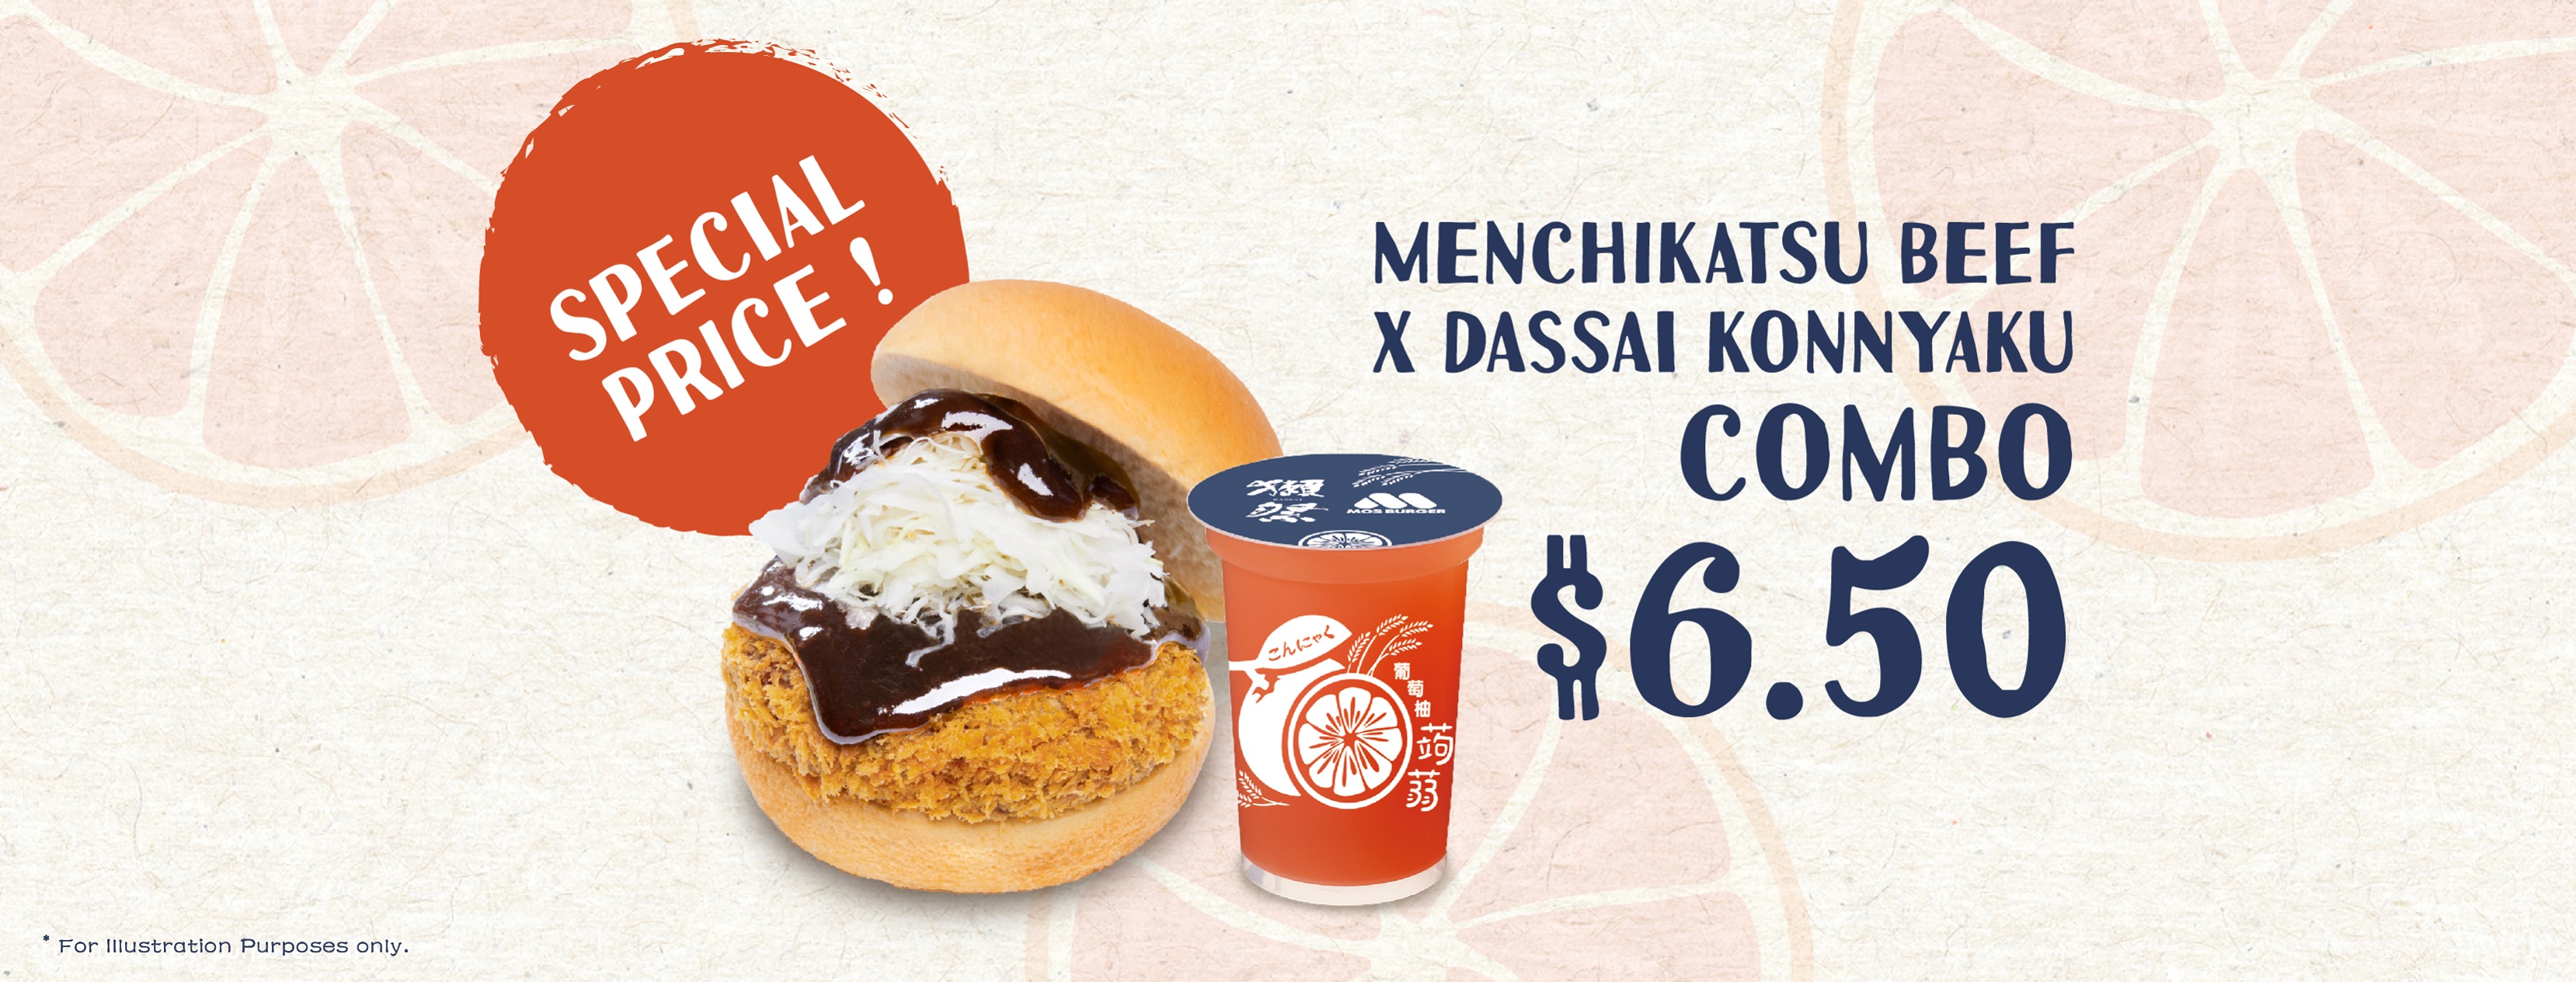 SPECIAL
PRICE !
MENCHIKATSU BEEF
X DASSAI KONNYAKU
COMBO
$6.50
獺祭
DASSAI
MOS BURGER
こんにゃく
葡萄柚
蒟蒻
* For Illustration Purposes only.